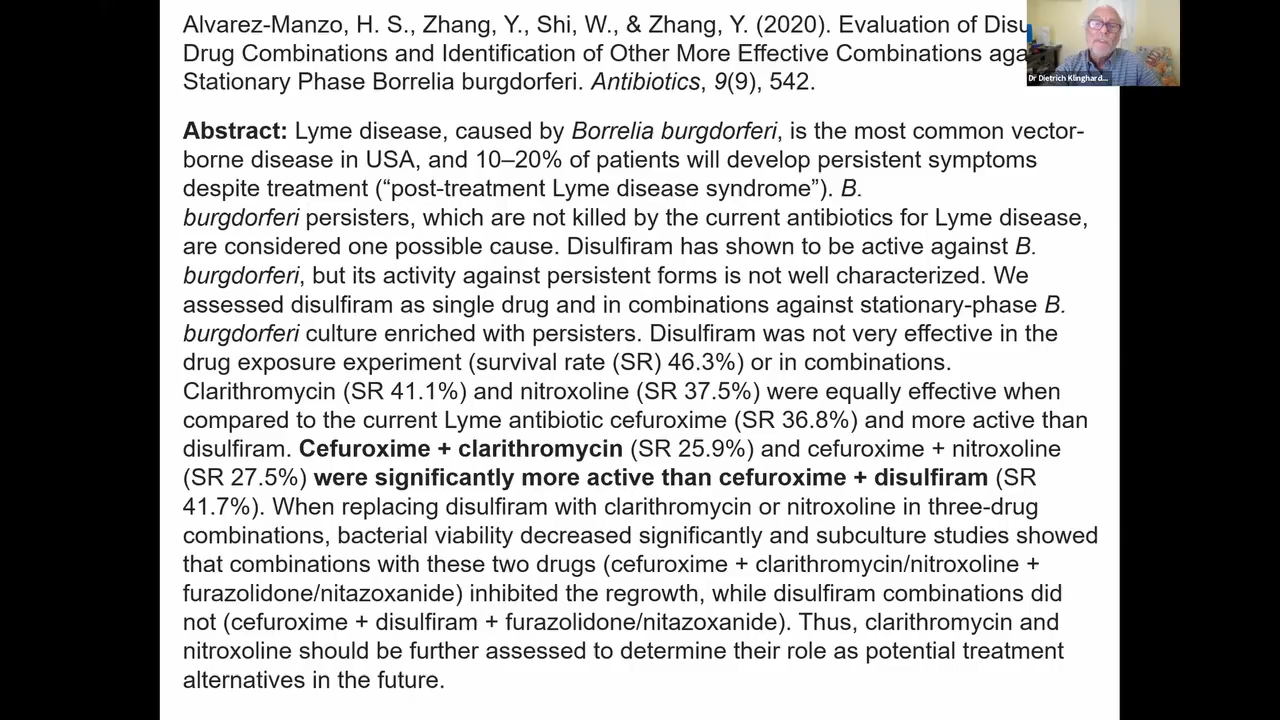 Alvarez-Manzo, H. S., Zhang, Y., Shi, W., & Zhang, Y. (2020). Evaluation of Disu
Drug Combinations and Identification of Other More Effective Combinations aga
Stationary Phase Borrelia burgdorferi. Antibiotics, 9(9), 542.
Dr Dietrich Klinghard...
Abstract: Lyme disease, caused by Borrelia burgdorferi, is the most common vector-
borne disease in USA, and 10–20% of patients will develop persistent symptoms
despite treatment (“post-treatment Lyme disease syndrome”). B.
burgdorferi persisters, which are not killed by the current antibiotics for Lyme disease,
are considered one possible cause. Disulfiram has shown to be active against B.
burgdorferi, but its activity against persistent forms is not well characterized. We
assessed disulfiram as single drug and in combinations against stationary-phase B.
burgdorferi culture enriched with persisters. Disulfiram was not very effective in the
drug exposure experiment (survival rate (SR) 46.3%) or in combinations.
Clarithromycin (SR 41.1%) and nitroxoline (SR 37.5%) were equally effective when
compared to the current Lyme antibiotic cefuroxime (SR 36.8%) and more active than
disulfiram. Cefuroxime + clarithromycin (SR 25.9%) and cefuroxime + nitroxoline
(SR 27.5%) were significantly more active than cefuroxime + disulfiram (SR
41.7%). When replacing disulfiram with clarithromycin or nitroxoline in three-drug
combinations, bacterial viability decreased significantly and subculture studies showed
that combinations with these two drugs (cefuroxime + clarithromycin/nitroxoline +
furazolidone/nitazoxanide) inhibited the regrowth, while disulfiram combinations did
not (cefuroxime + disulfiram + furazolidone/nitazoxanide). Thus, clarithromycin and
nitroxoline should be further assessed to determine their role as potential treatment
alternatives in the future.